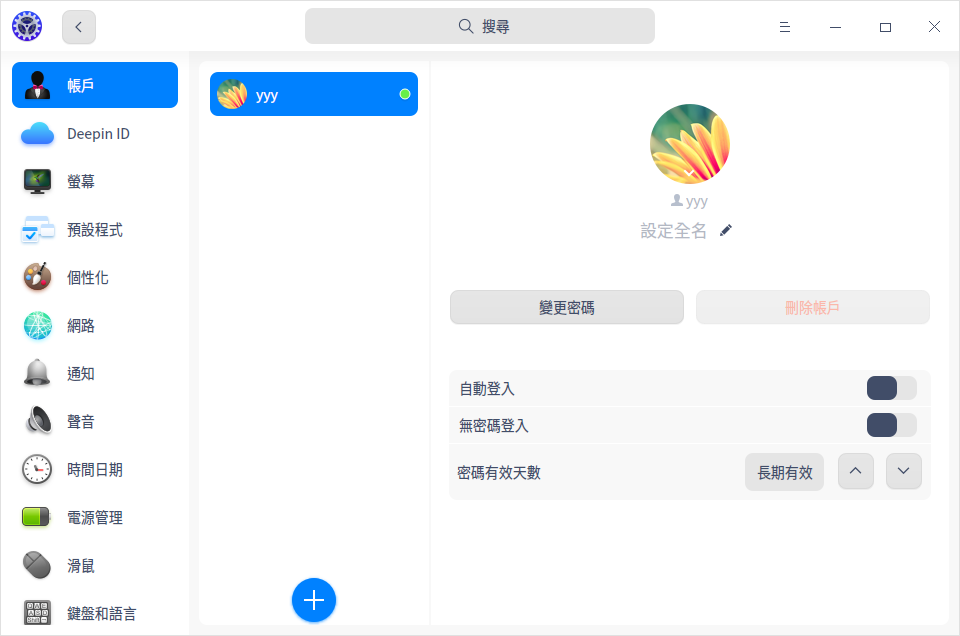 搜尋
帳戶
Deepin ID
螢幕
預設程式
個性化
網路
通知
聲音
時間日期
電源管理
滑鼠
鍵盤和語言
yyy
yyy
設定全名
變更密碼
刪除帳戶
自動登入
無密碼登入
密碼有效天數
長期有效